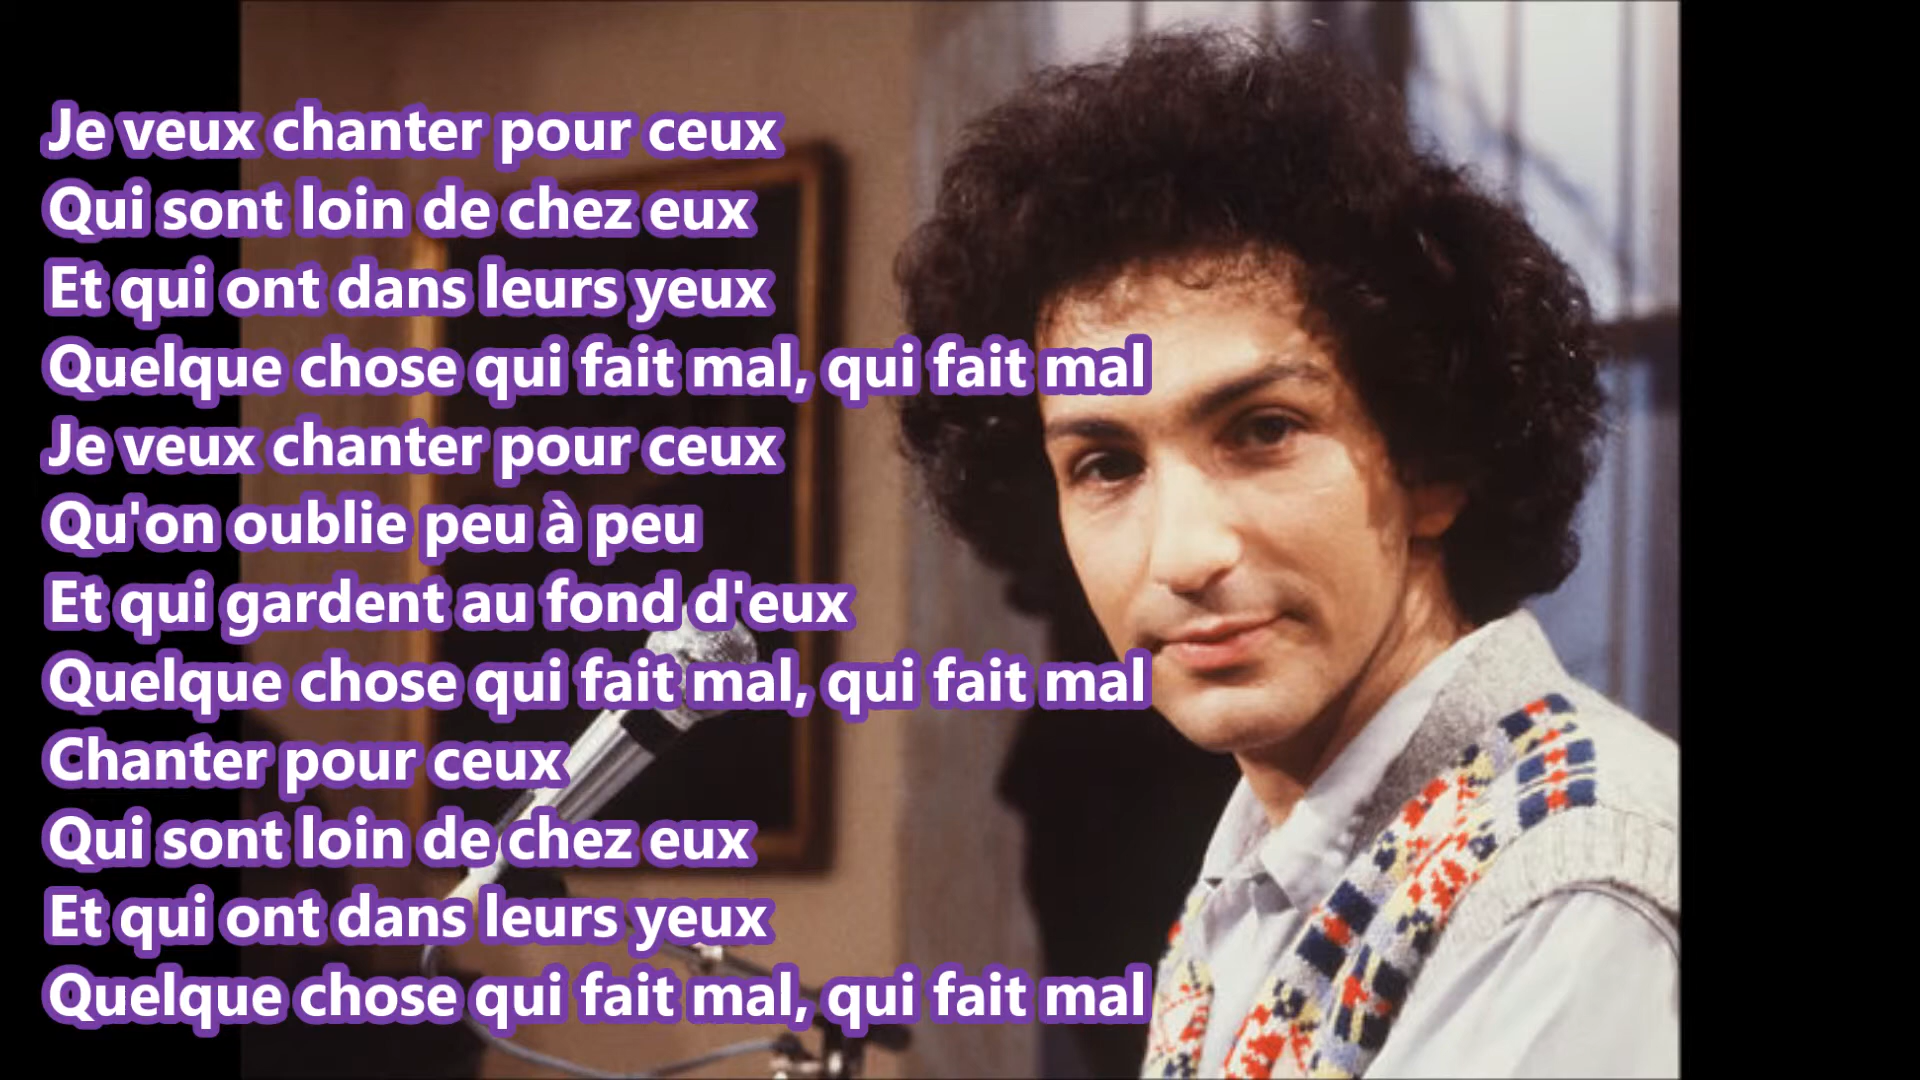 Je veux chanter pour ceux
Qui sont loin de chez eux
Et qui ont dans leurs yeux
Quelque chose qui fait mal, qui fait mal
Je veux chanter pour ceux
Qu'on oublie peu à peu
Et qui gardent au fond d'eux
Quelque chose qui fait mal, qui fait mal
Chanter pour ceux
Qui sont loin de chez eux
Et qui ont dans leurs yeux
Quelque chose qui fait mal, qui fait mal